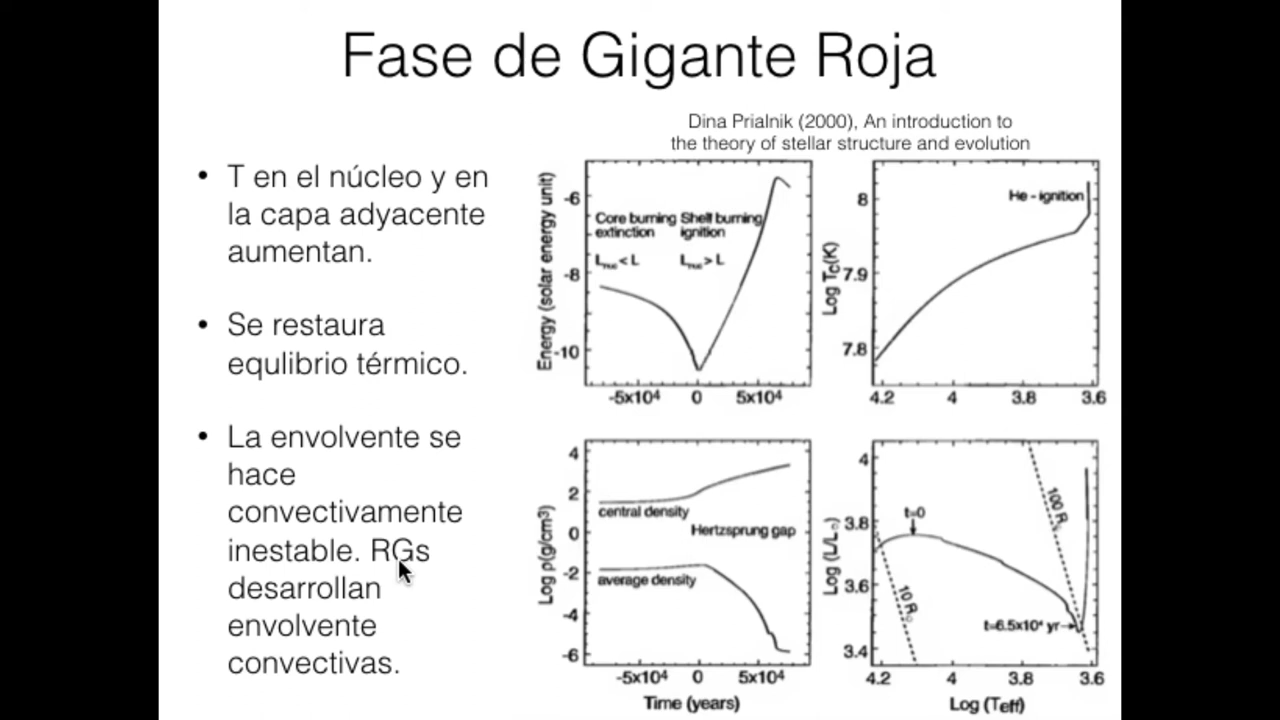 Fase de Gigante Roja
Dina Prialnik (2000), An introduction to
the theory of stellar structure and evolution
• T en el núcleo y en
la capa adyacente
aumentan.
• Se restaura
equlibrio térmico.
• La envolvente se
hace
convectivamente
inestable. RGs
desarrollan
envolvente
convectivas.
Energy (solar energy unit)
-6
-8
-10
Core burning Shell burning
extinction ignition
Lnuc < L Lnuc > L
-5x10⁴ 0 5x10⁴
Log Tc(K)
8
7.9
7.8
He - ignition
4.2 4 3.8 3.6
Log ρ(g/cm³)
4
2
0
-2
-4
-6
central density
Hertzsprung gap
average density
-5x10⁴ 0 5x10⁴
Time (years)
Log (L/L☉)
4
3.8
3.6
3.4
t=0
100 R☉
10 R☉
t=6.5x10⁴ yr
4.2 4 3.8 3.6
Log (Teff)